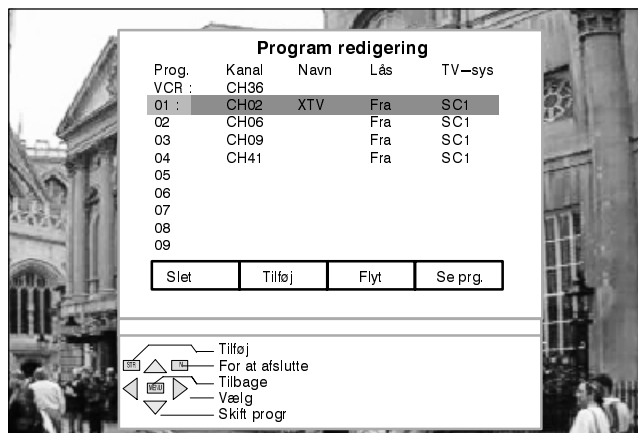 Program redigering
Prog. Kanal Navn Lås TV–sys
VCR : CH36
01 : CH02 XTV Fra SC1
02 CH06 Fra SC1
03 CH09 Fra SC1
04 CH41 Fra SC1
05
06
07
08
09
Slet Tilføj Flyt Se prg.
Tilføj
STR N For at afslutte
MENU Tilbage
Vælg
Skift progr